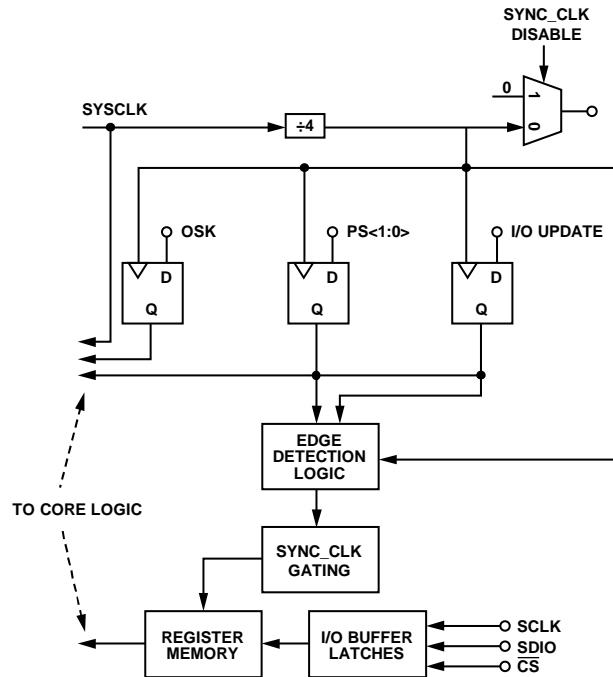 SYNC_CLK
DISABLE
0
1
SYSCLK
÷4
0
OSK
PS<1:0>
I/O UPDATE
D
D
D
Q
Q
Q
EDGE
DETECTION
LOGIC
TO CORE LOGIC
SYNC_CLK
GATING
REGISTER
MEMORY
I/O BUFFER
LATCHES
SCLK
SDIO
C̅S̅